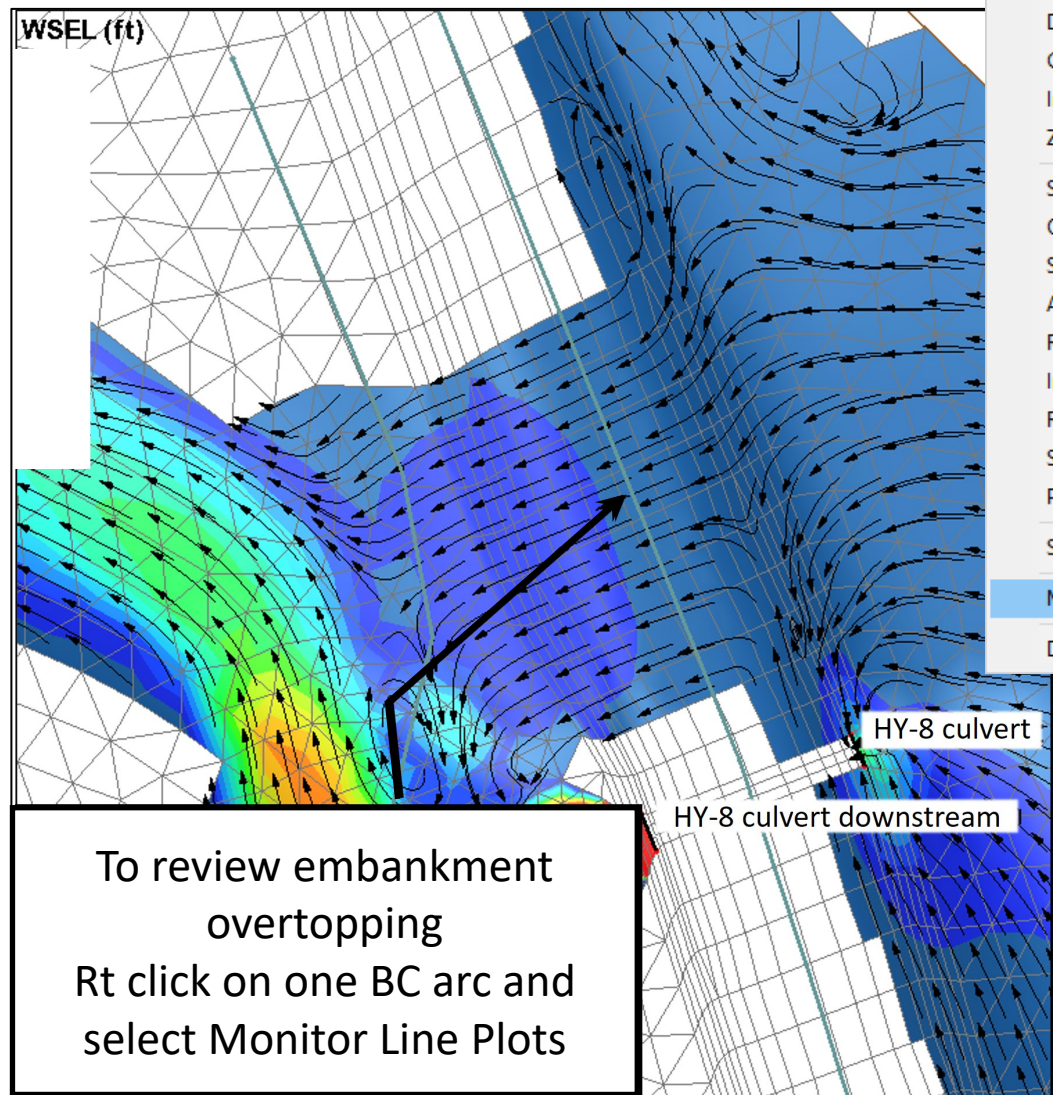 WSEL (ft)
HY-8 culvert
HY-8 culvert downstream
To review embankment
overtopping
Rt click on one BC arc and
select Monitor Line Plots